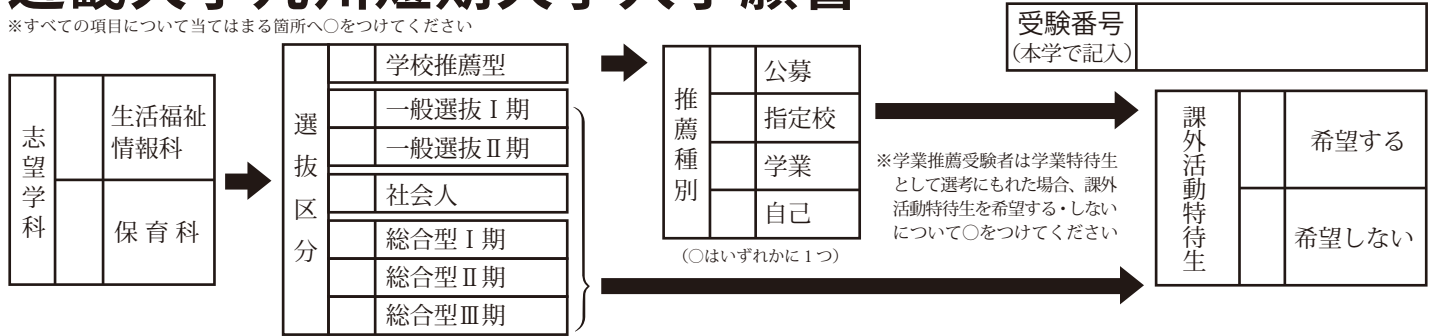 近畿大学九州短期大学入学願書
※すべての項目について当てはまる箇所へ○をつけてください
受験番号
(本学で記入)
志望学科
生活福祉
情報科
保育科
選抜区分
学校推薦型
一般選抜Ⅰ期
一般選抜Ⅱ期
社会人
総合型Ⅰ期
総合型Ⅱ期
総合型Ⅲ期
推薦種別
公募
指定校
学業
自己
(○はいずれかに1つ)
※学業推薦受験者は学業特待生
として選考にもれた場合、課外
活動特待生を希望する・しない
について○をつけてください
課外活動特待生
希望する
希望しない